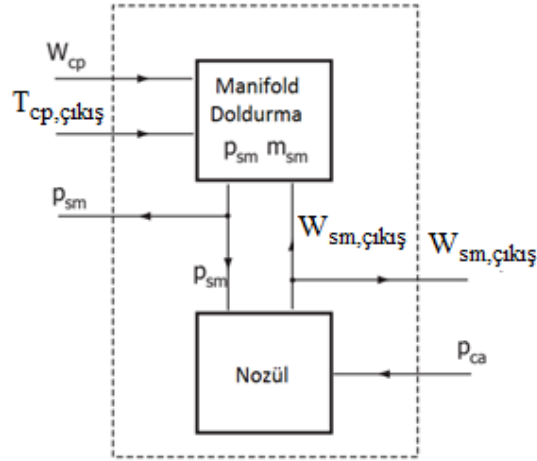 W_cp
T_cp,çıkış
Manifold
Doldurma
p_sm m_sm
p_sm
W_sm,çıkış
W_sm,çıkış
p_sm
Nozül
p_ca